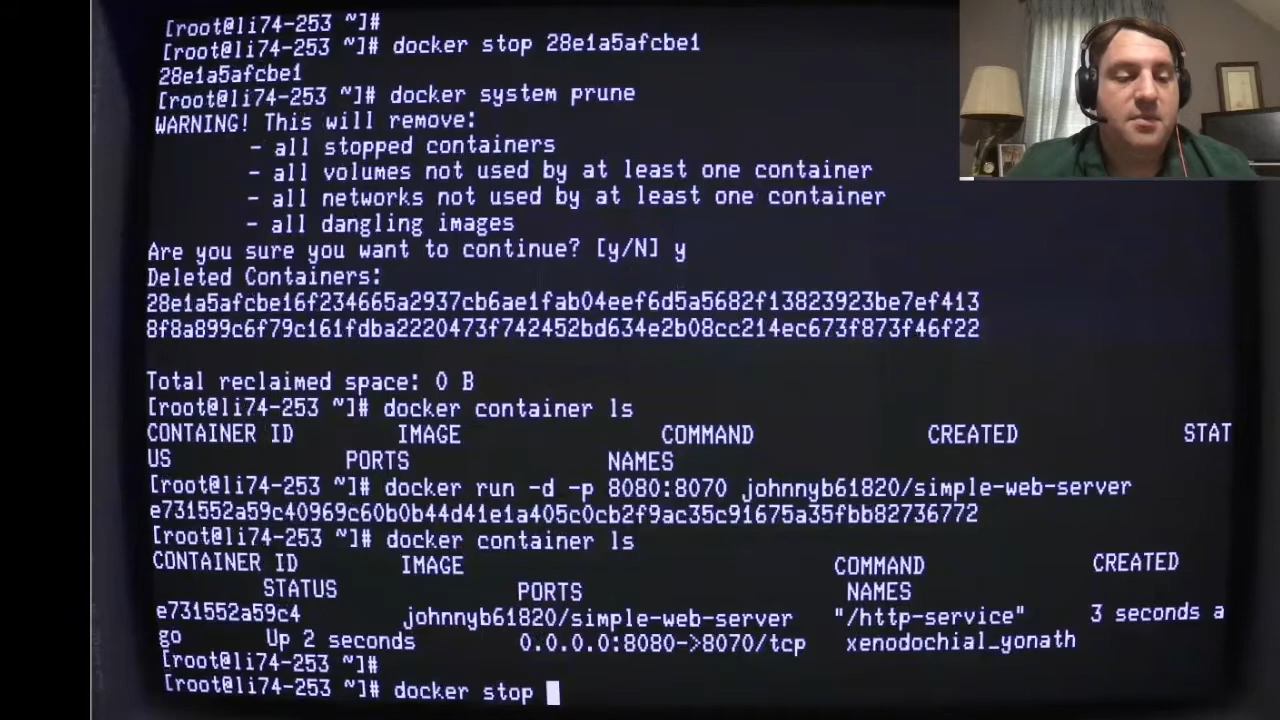 [root@li74-253 ~]#
[root@li74-253 ~]# docker stop 28e1a5afcbe1
28e1a5afcbe1
[root@li74-253 ~]# docker system prune
WARNING! This will remove:
- all stopped containers
- all volumes not used by at least one container
- all networks not used by at least one container
- all dangling images
Are you sure you want to continue? [y/N] y
Deleted Containers:
28e1a5afcbe16f234665a2937cb6ae1fab04eef6d5a5682f13823923be7ef413
8f8a899c6f79c161fdba2220473f742452bd634e2b08cc214ec673f873f46f22
Total reclaimed space: 0 B
[root@li74-253 ~]# docker container ls
CONTAINER ID IMAGE COMMAND CREATED STAT
US PORTS NAMES
[root@li74-253 ~]# docker run -d -p 8080:8070 johnnyb61820/simple-web-server
e731552a59c40969c60b0b44d41e1a405c0cb2f9ac35c91675a35fbb82736772
[root@li74-253 ~]# docker container ls
CONTAINER ID IMAGE COMMAND CREATED
STATUS PORTS NAMES
e731552a59c4 johnnyb61820/simple-web-server "/http-service" 3 seconds a
go Up 2 seconds 0.0.0.0:8080->8070/tcp xenodochial_yonath
[root@li74-253 ~]#
[root@li74-253 ~]# docker stop